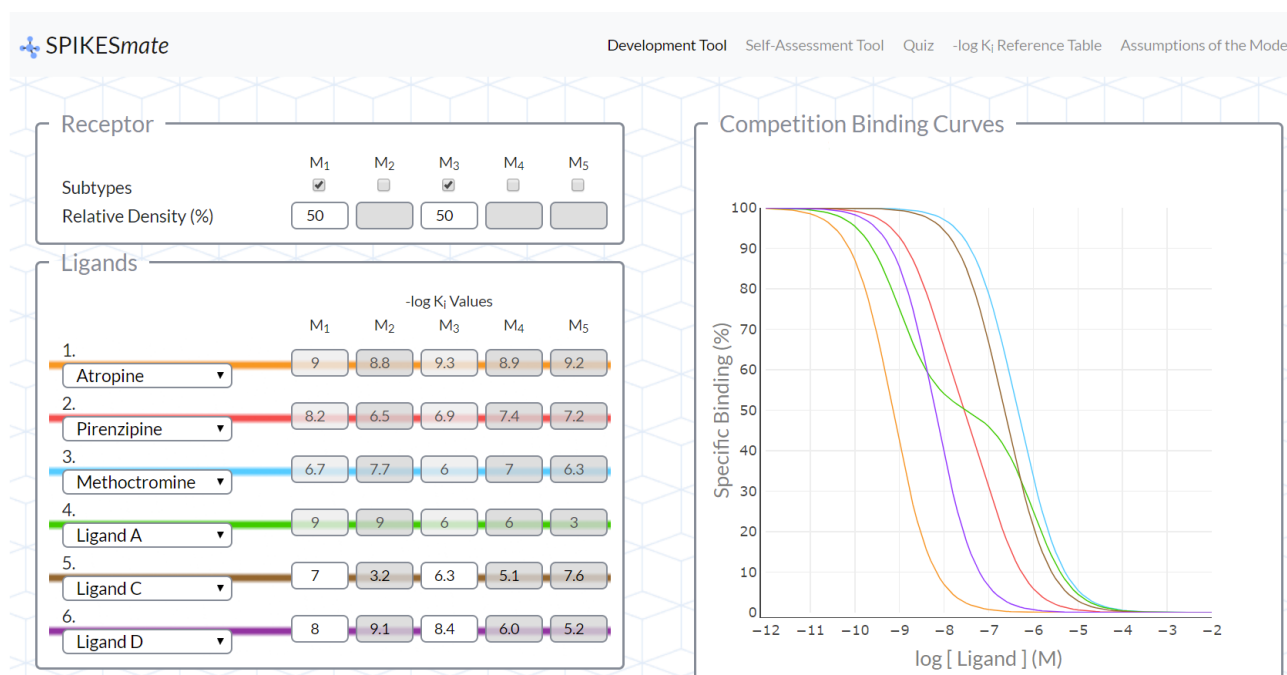 SPIKESmate
Development Tool Self-Assessment Tool Quiz -log Ki Reference Table Assumptions of the Mode
Receptor
M1 M2 M3 M4 M5
Subtypes
Relative Density (%) 50 50
Ligands
-log Ki Values
M1 M2 M3 M4 M5
1.
Atropine 9 8.8 9.3 8.9 9.2
2.
Pirenzipine 8.2 6.5 6.9 7.4 7.2
3.
Methoctromine 6.7 7.7 6 7 6.3
4.
Ligand A 9 9 6 6 3
5.
Ligand C 7 3.2 6.3 5.1 7.6
6.
Ligand D 8 9.1 8.4 6.0 5.2
Competition Binding Curves
Specific Binding (%)
100
90
80
70
60
50
40
30
20
10
0
−12 −11 −10 −9 −8 −7 −6 −5 −4 −3 −2
log [ Ligand ] (M)